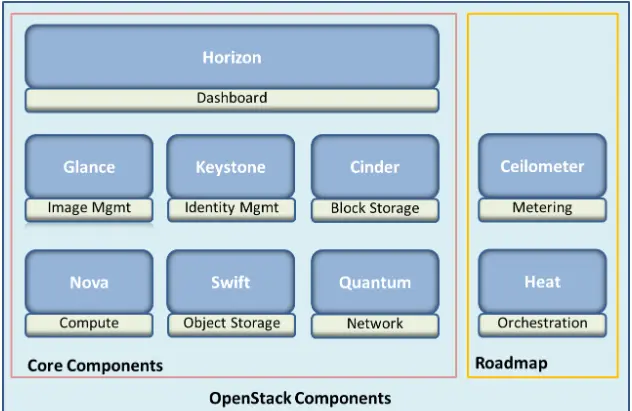 Horizon
Dashboard
Glance
Image Mgmt
Keystone
Identity Mgmt
Cinder
Block Storage
Ceilometer
Metering
Nova
Compute
Swift
Object Storage
Quantum
Network
Heat
Orchestration
Core Components
Roadmap
OpenStack Components